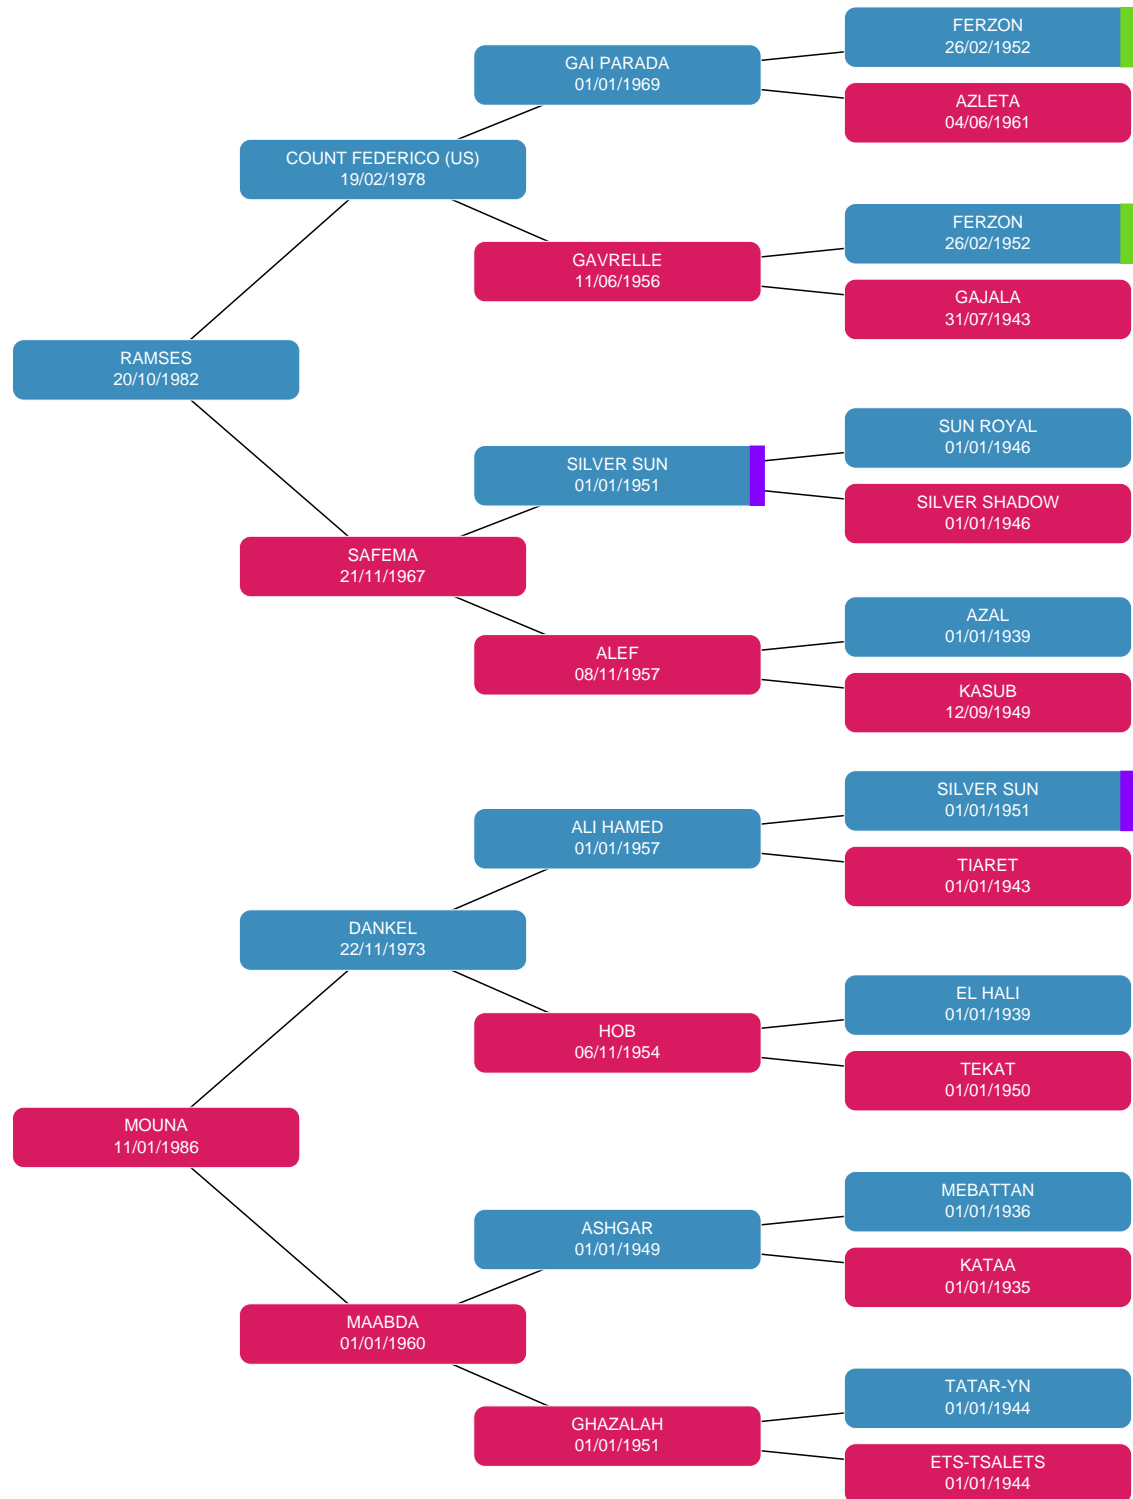 FERZON
26/02/1952
GAI PARADA
01/01/1969
AZLETA
04/06/1961
COUNT FEDERICO (US)
19/02/1978
FERZON
26/02/1952
GAVRELLE
11/06/1956
GAJALA
31/07/1943
RAMSES
20/10/1982
SUN ROYAL
01/01/1946
SILVER SUN
01/01/1951
SILVER SHADOW
01/01/1946
SAFEMA
21/11/1967
AZAL
01/01/1939
ALEF
08/11/1957
KASUB
12/09/1949
SILVER SUN
01/01/1951
ALI HAMED
01/01/1957
TIARET
01/01/1943
DANKEL
22/11/1973
EL HALI
01/01/1939
HOB
06/11/1954
TEKAT
01/01/1950
MOUNA
11/01/1986
MEBATTAN
01/01/1936
ASHGAR
01/01/1949
KATAA
01/01/1935
MAABDA
01/01/1960
TATAR-YN
01/01/1944
GHAZALAH
01/01/1951
ETS-TSALETS
01/01/1944